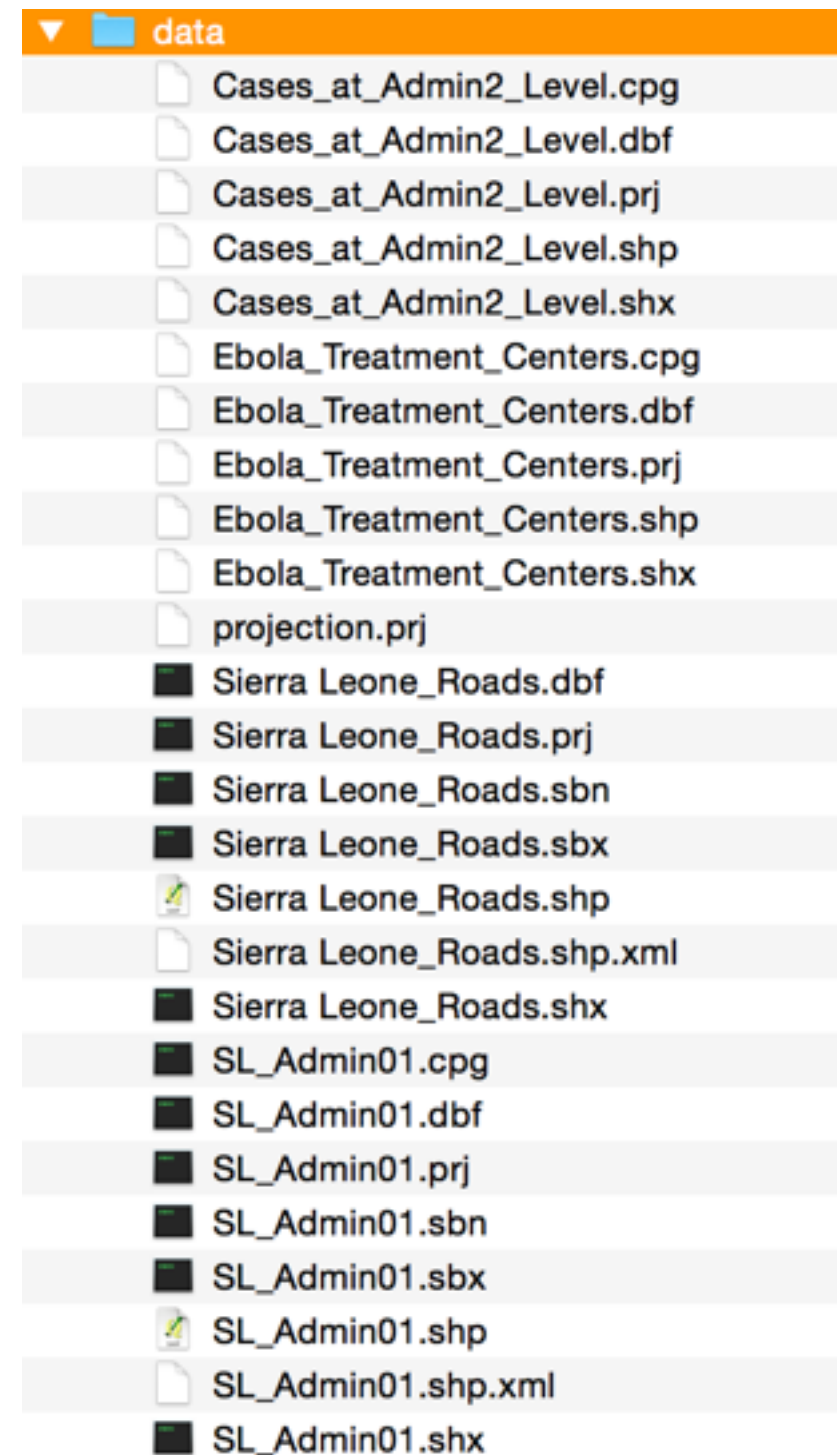 data
Cases_at_Admin2_Level.cpg
Cases_at_Admin2_Level.dbf
Cases_at_Admin2_Level.prj
Cases_at_Admin2_Level.shp
Cases_at_Admin2_Level.shx
Ebola_Treatment_Centers.cpg
Ebola_Treatment_Centers.dbf
Ebola_Treatment_Centers.prj
Ebola_Treatment_Centers.shp
Ebola_Treatment_Centers.shx
projection.prj
Sierra Leone_Roads.dbf
Sierra Leone_Roads.prj
Sierra Leone_Roads.sbn
Sierra Leone_Roads.sbx
Sierra Leone_Roads.shp
Sierra Leone_Roads.shp.xml
Sierra Leone_Roads.shx
SL_Admin01.cpg
SL_Admin01.dbf
SL_Admin01.prj
SL_Admin01.sbn
SL_Admin01.sbx
SL_Admin01.shp
SL_Admin01.shp.xml
SL_Admin01.shx